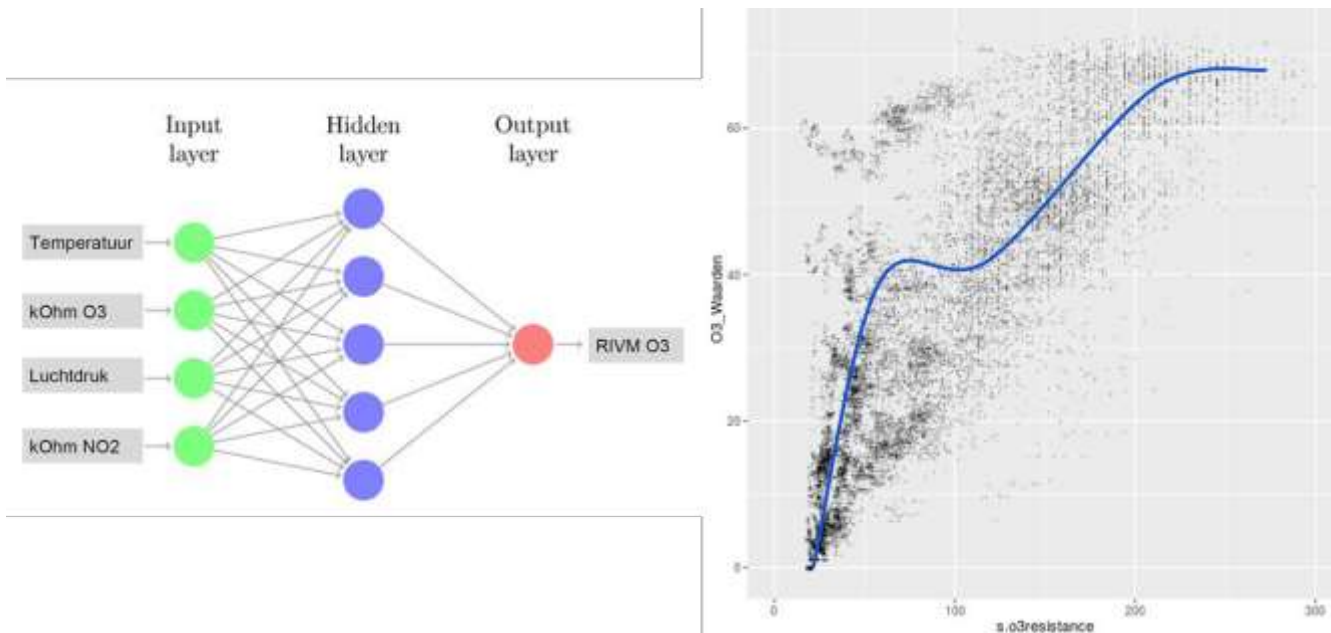 Input
layer
Hidden
layer
Output
layer
Temperatuur
kOhm O3
Luchtdruk
kOhm NO2
RIVM O3
O3_Waarden
60
40
20
0
0
100
200
300
s.o3resistance